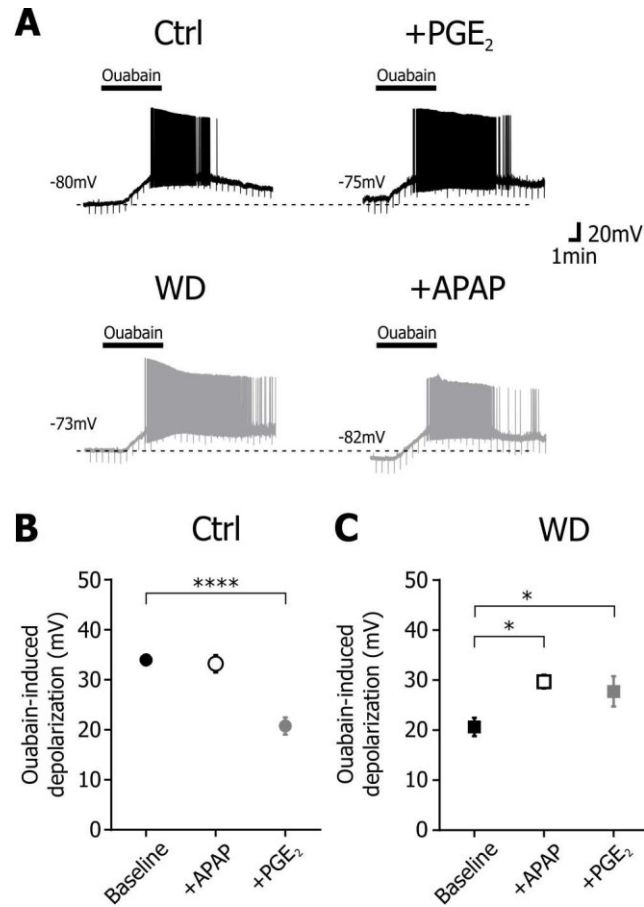 A
Ctrl
+PGE₂
Ouabain
Ouabain
-80mV
-75mV
20mV
1min
WD
+APAP
Ouabain
Ouabain
-73mV
-82mV
B
Ctrl
Ouabain-induced
depolarization (mV)
50
40
30
20
10
0
****
Baseline
+APAP
+PGE₂
C
WD
Ouabain-induced
depolarization (mV)
50
40
30
20
10
0
*
*
Baseline
+APAP
+PGE₂